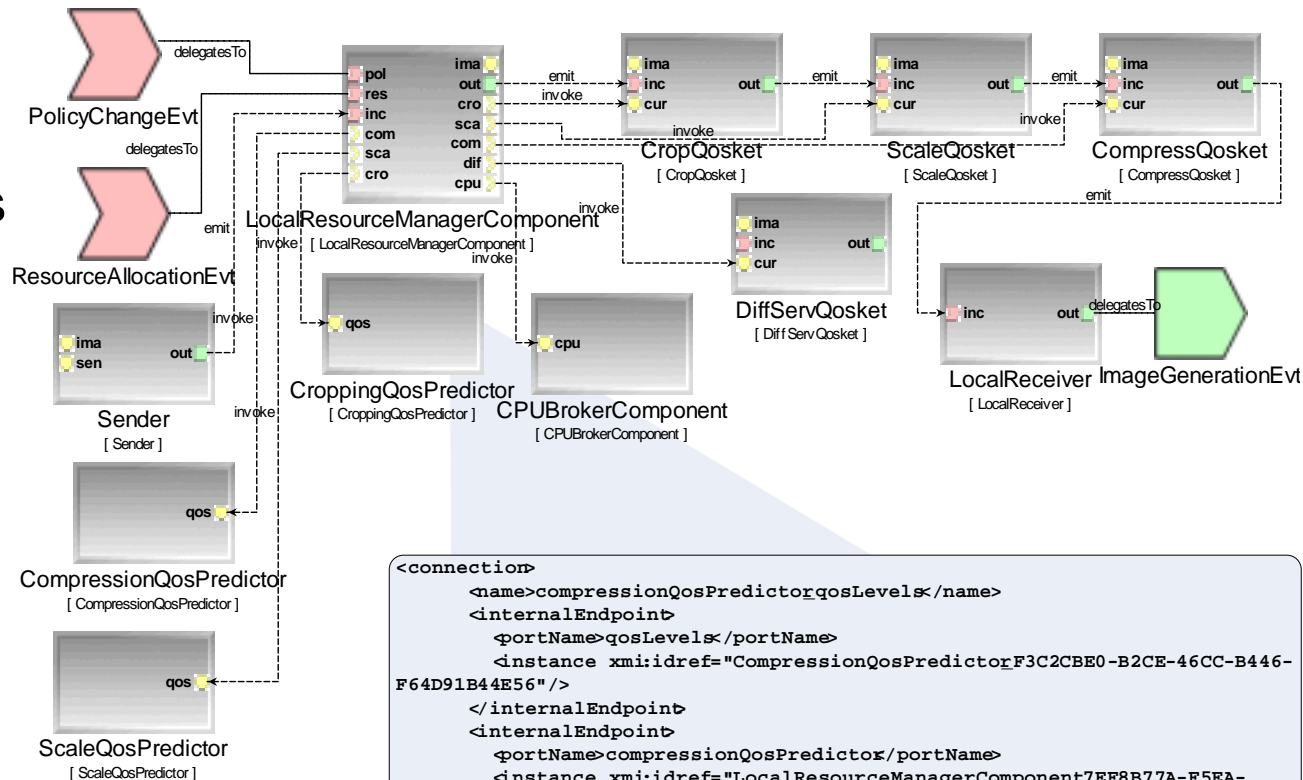 PolicyChangeEvt
delegatesTo
ResourceAllocationEvt
delegatesTo
s
pol
res
inc
com
sca
cro
ima
out
cro
sca
com
dif
cpu
LocalResourceManagerComponent
[ LocalResourceManagerComponent ]
emit
invoke
ima
inc
cur
out
CropQosket
[ CropQosket ]
emit
invoke
ima
inc
cur
out
ScaleQosket
[ ScaleQosket ]
emit
invoke
ima
inc
cur
out
CompressQosket
[ CompressQosket ]
emit
invoke
ima
inc
cur
out
DiffServQosket
[ DiffServQosket ]
inc
out
LocalReceiver
[ LocalReceiver ]
delegatesTo
ImageGenerationEvt
emit
invoke
invoke
ima
sen
out
Sender
[ Sender ]
invoke
invoke
qos
CroppingQosPredictor
[ CroppingQosPredictor ]
cpu
CPUBrokerComponent
[ CPUBrokerComponent ]
qos
CompressionQosPredictor
[ CompressionQosPredictor ]
qos
ScaleQosPredictor
[ ScaleQosPredictor ]
<connection>
<name>compressionQosPredictor_qosLevels</name>
<internalEndpoint>
<portName>qosLevels</portName>
<instance xmi:idref="CompressionQosPredictor_F3C2CBE0-B2CE-46CC-B446-
F64D91B44E56"/>
</internalEndpoint>
<internalEndpoint>
<portName>compressionQosPredictor</portName>
<instance xmi:idref="LocalResourceManagerComponent7EF8B77A-F5EA-